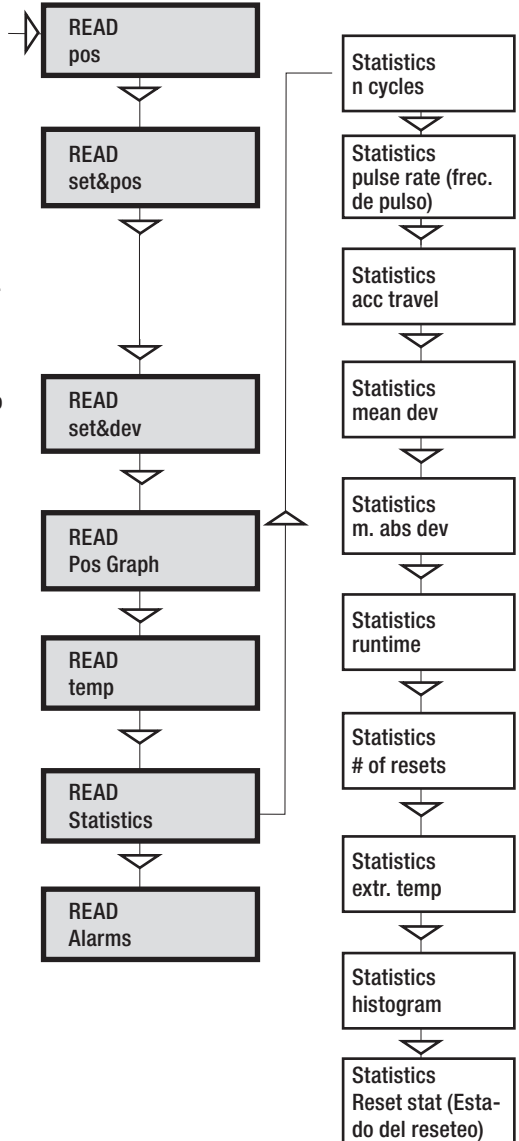 READ
pos
READ
set&pos
READ
set&dev
READ
Pos Graph
READ
temp
READ
Statistics
READ
Alarms
Statistics
n cycles
Statistics
pulse rate (frec.
de pulso)
Statistics
acc travel
Statistics
mean dev
Statistics
m. abs dev
Statistics
runtime
Statistics
# of resets
Statistics
extr. temp
Statistics
histogram
Statistics
Reset stat (Esta-
do del reseteo)